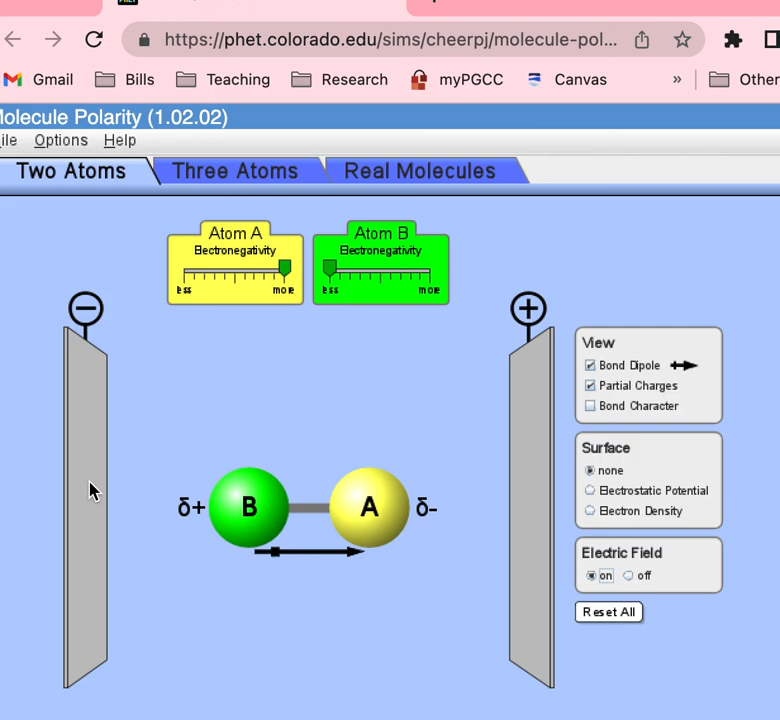 https://phet.colorado.edu/sims/cheerpj/molecule-pol...
Gmail Bills Teaching Research myPGCC Canvas » Other
Molecule Polarity (1.02.02)
ile Options Help
Two Atoms Three Atoms Real Molecules
Atom A Atom B
Electronegativity Electronegativity
less more less more
− +
View
Bond Dipole
Partial Charges
Bond Character
Surface
none
Electrostatic Potential
Electron Density
δ+ B A δ-
Electric Field
on off
Reset All